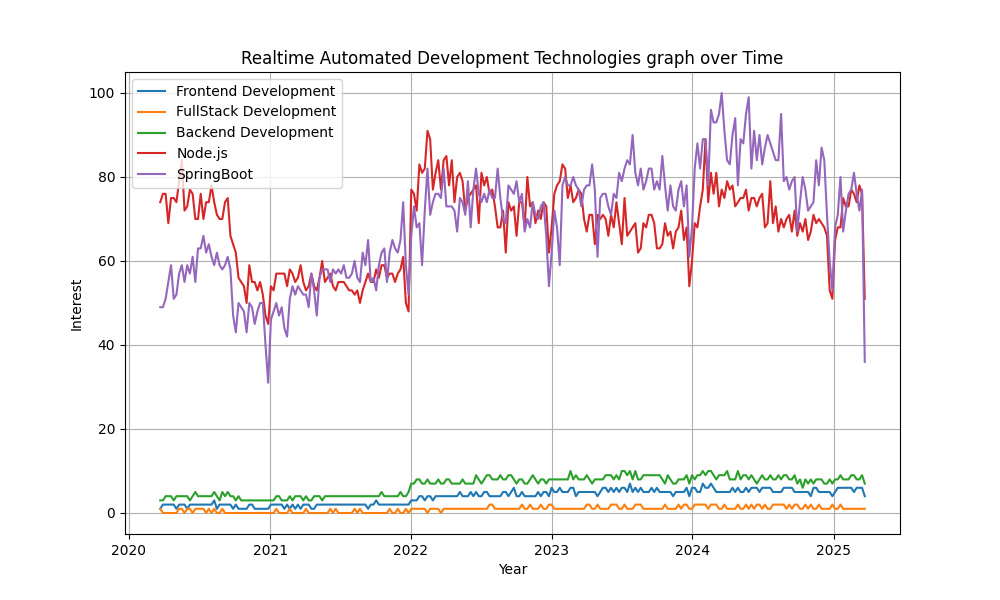 Realtime Automated Development Technologies graph over Time
Frontend Development
FullStack Development
Backend Development
Node.js
SpringBoot
100
80
60
40
20
0
Interest
2020
2021
2022
2023
2024
2025
Year